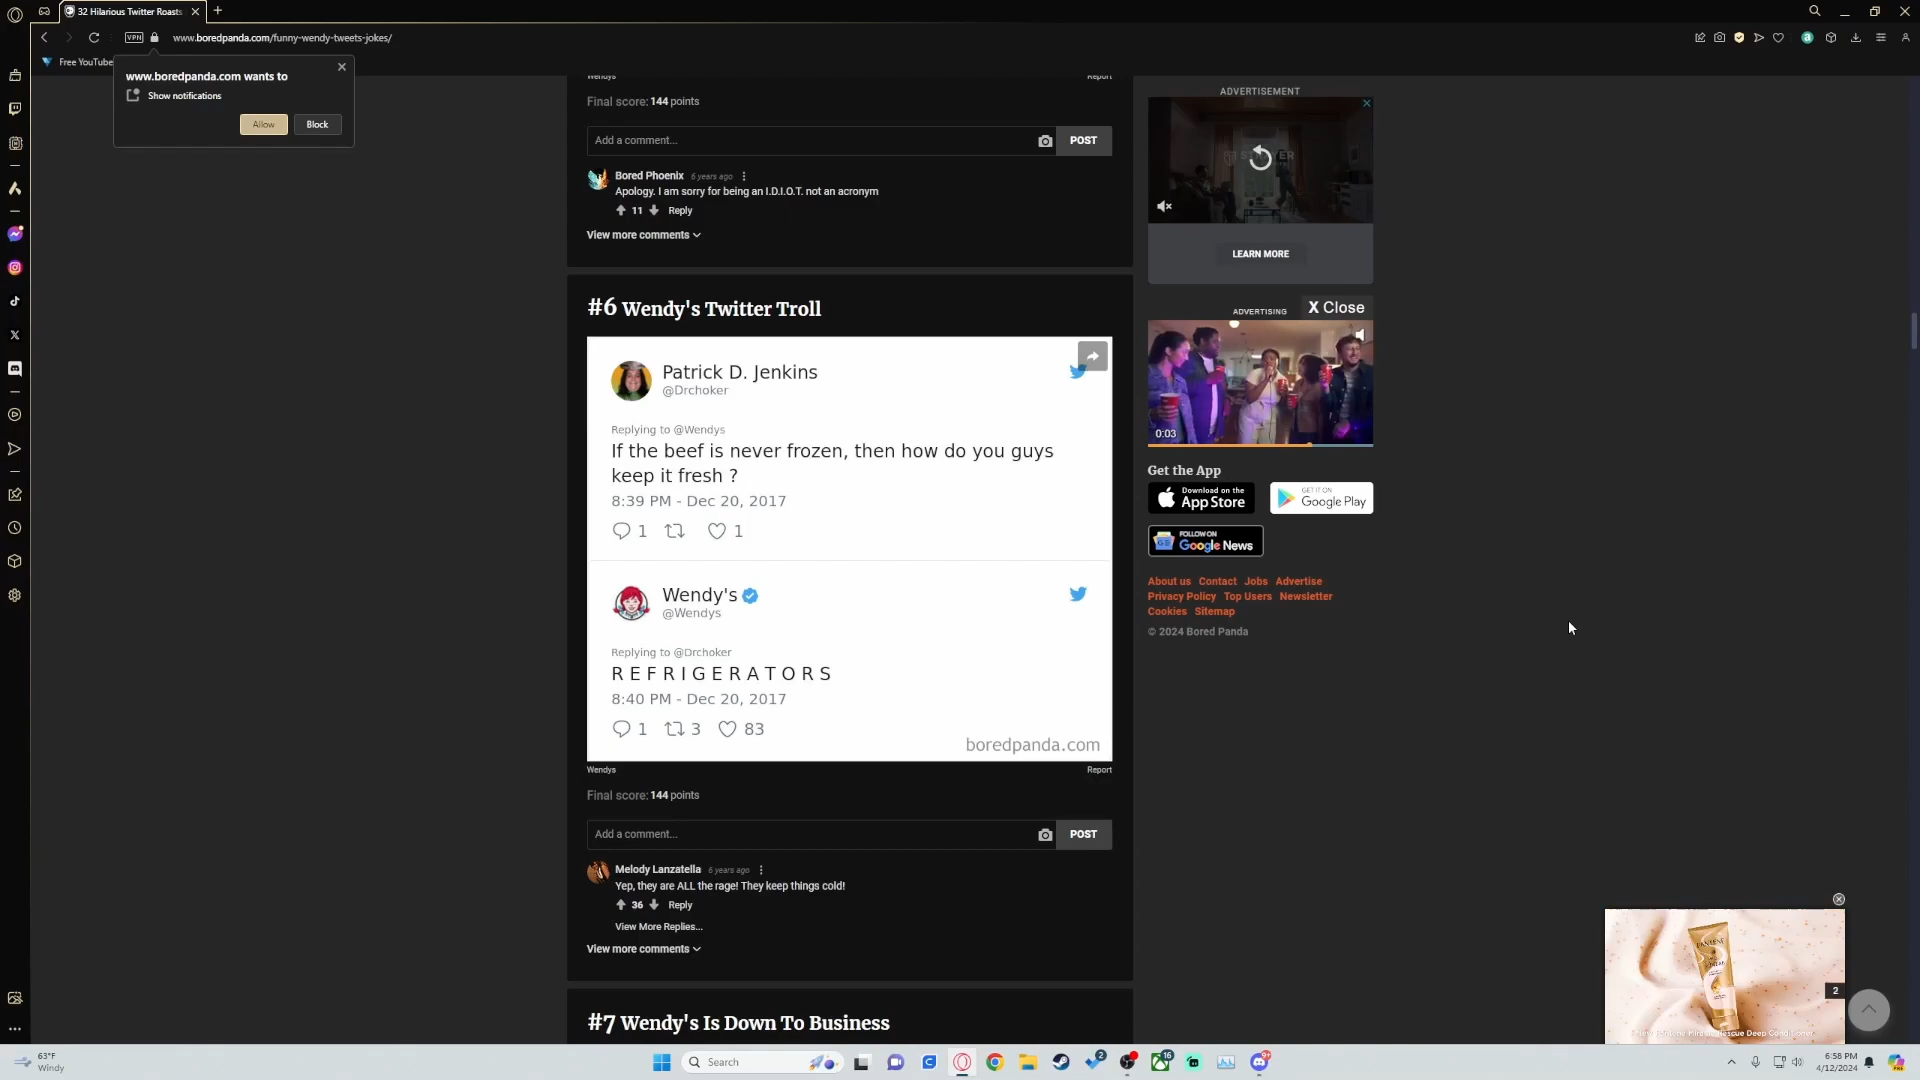 32 Hilarious Twitter Roasts
VPN
www.boredpanda.com/funny-wendy-tweets-jokes/
Free YouTube
www.boredpanda.com wants to
Show notifications
Allow
Block
Wendys
Report
Final score: 144 points
Add a comment...
POST
Bored Phoenix 6 years ago
Apology. I am sorry for being an I.D.I.O.T. not an acronym
11 Reply
View more comments
#6 Wendy's Twitter Troll
Patrick D. Jenkins
@Drchoker
Replying to @Wendys
If the beef is never frozen, then how do you guys
keep it fresh ?
8:39 PM - Dec 20, 2017
1 1
Wendy's
@Wendys
Replying to @Drchoker
R E F R I G E R A T O R S
8:40 PM - Dec 20, 2017
1 3 83
boredpanda.com
Wendys
Report
Final score: 144 points
Add a comment...
POST
Melody Lanzatella 6 years ago
Yep, they are ALL the rage! They keep things cold!
36 Reply
View More Replies...
View more comments
#7 Wendy's Is Down To Business
ADVERTISEMENT
LEARN MORE
ADVERTISING
X Close
0:03
Get the App
Download on the
App Store
GET IT ON
Google Play
FOLLOW ON
Google News
About us Contact Jobs Advertise
Privacy Policy Top Users Newsletter
Cookies Sitemap
© 2024 Bored Panda
PANTENE
2
63°F
Windy
Search
2
16
9+
6:58 PM
4/12/2024
PRE